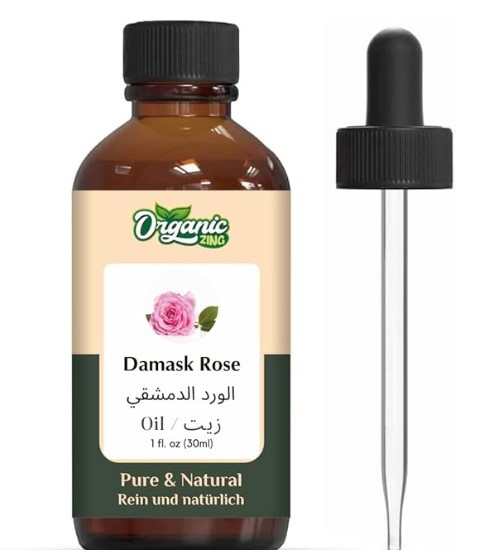 Organic
ZING
Damask Rose
الورد الدمشقي
Oil / زيت
1 fl. oz (30ml)
Pure & Natural
Rein und natürlich